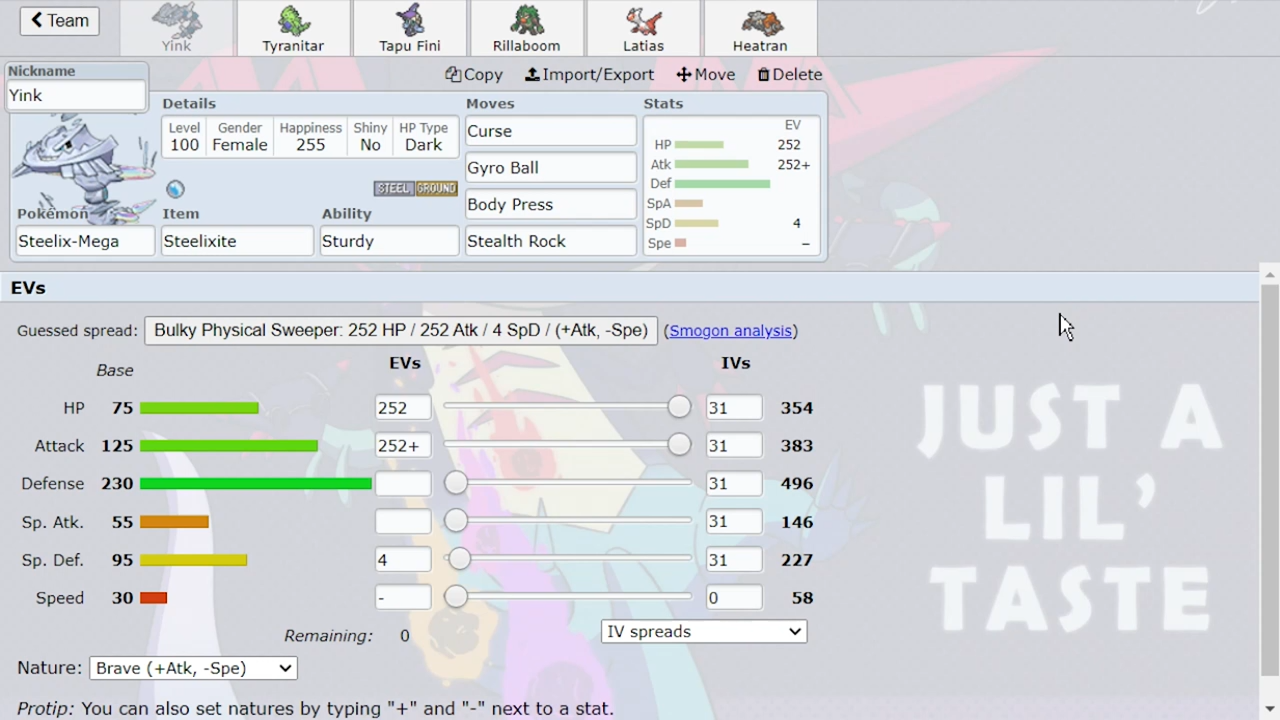 Team
Yink
Tyranitar
Tapu Fini
Rillaboom
Latias
Heatran
Nickname
Yink
Copy
Import/Export
Move
Delete
Details
Moves
Stats
Level
100
Gender
Female
Happiness
255
Shiny
No
HP Type
Dark
STEEL
GROUND
Pokémon
Steelix-Mega
Item
Steelixite
Ability
Sturdy
Curse
Gyro Ball
Body Press
Stealth Rock
EV
HP 252
Atk 252+
Def
SpA
SpD 4
Spe –
EVs
Guessed spread: Bulky Physical Sweeper: 252 HP / 252 Atk / 4 SpD / (+Atk, -Spe) (Smogon analysis)
Base EVs IVs
HP 75 252 31 354
Attack 125 252+ 31 383
Defense 230 31 496
Sp. Atk. 55 31 146
Sp. Def. 95 4 31 227
Speed 30 - 0 58
Remaining: 0
IV spreads
Nature: Brave (+Atk, -Spe)
Protip: You can also set natures by typing "+" and "-" next to a stat.
JUST A
LIL'
TASTE